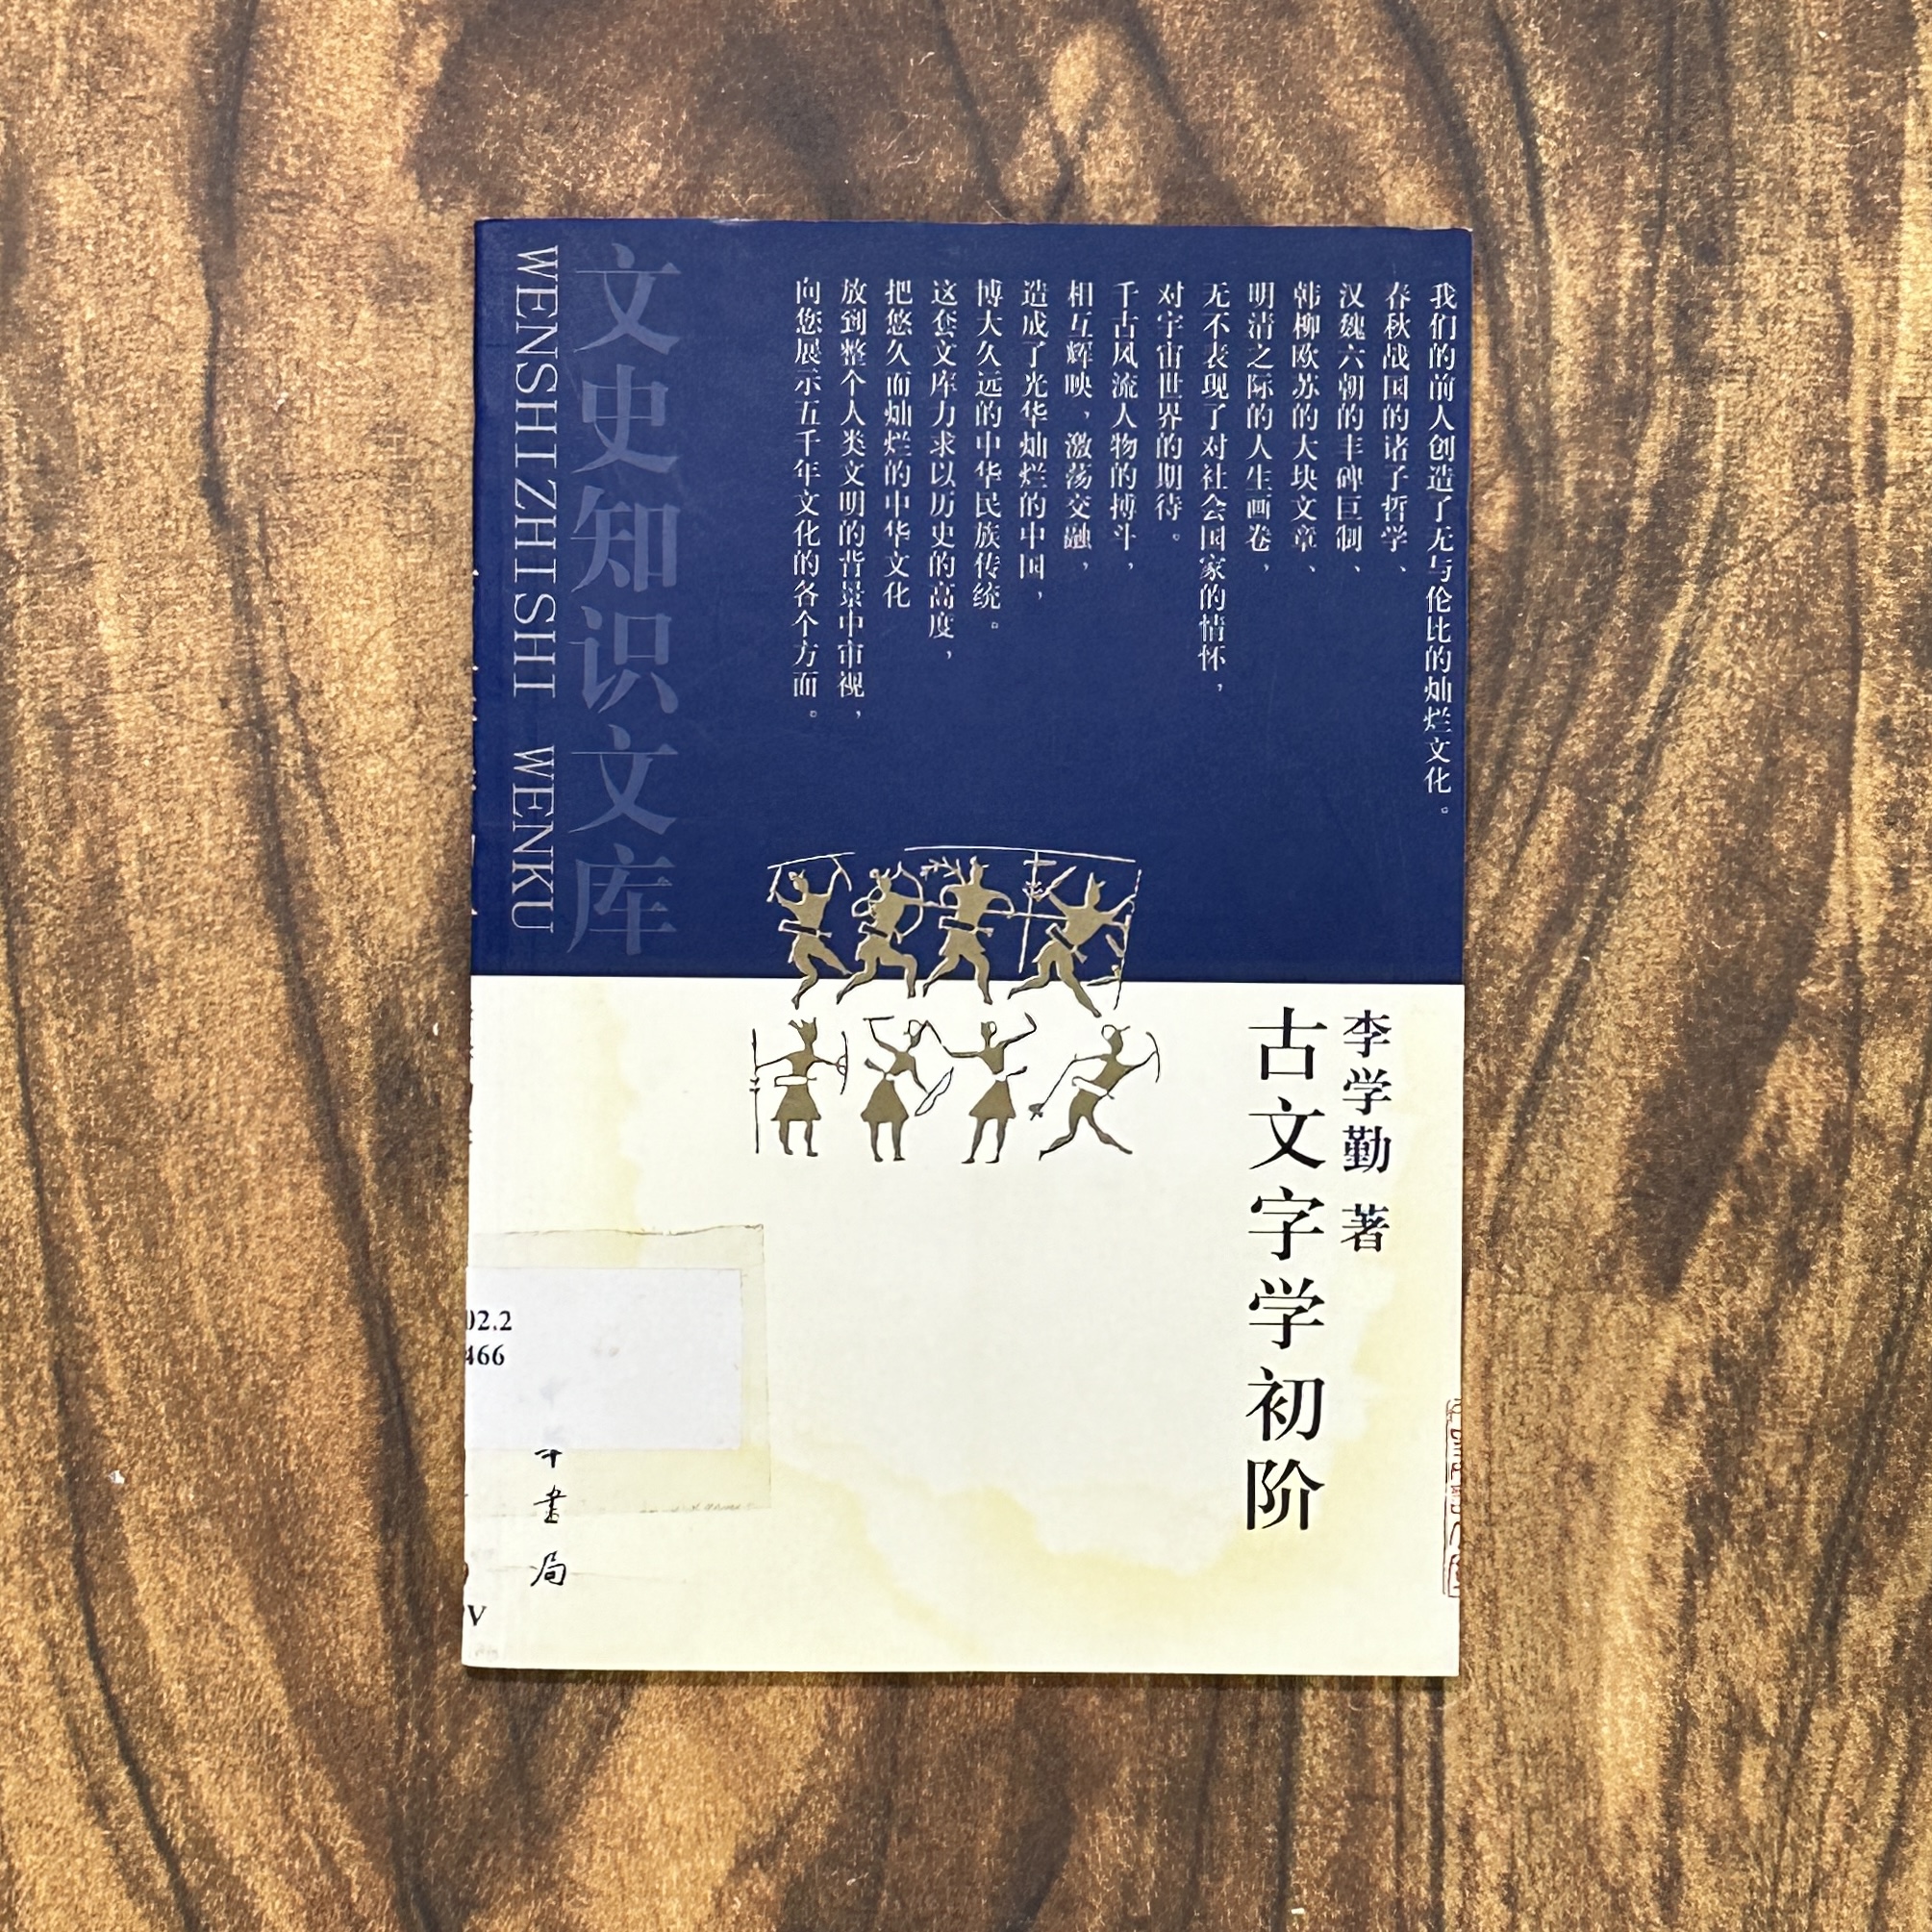 我们的前人创造了无与伦比的灿烂文化。
春秋战国的诸子哲学、
汉魏六朝的丰碑巨制、
韩柳欧苏的大块文章、
明清之际的人生画卷，
无不表现了对社会国家的情怀，
对宇宙世界的期待。
千古风流人物的搏斗，
相互辉映，激荡交融，
造成了光华灿烂的中国，
博大久远的中华民族传统。
这套文库力求以历史的高度，
把悠久而灿烂的中华文化
放到整个人类文明的背景中审视，
向您展示五千年文化的各个方面。
文史知识文库
WENSHI ZHISHI WENKU
李学勤 著
古文字学初阶
02.2
466
書局
V